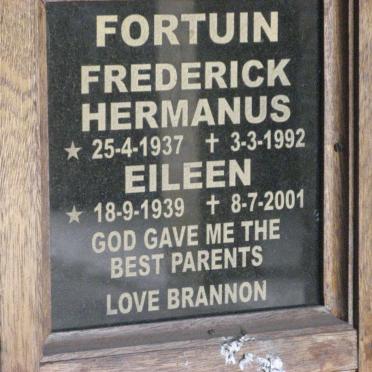 FORTUIN
FREDERICK
HERMANUS
★ 25-4-1937 ✝ 3-3-1992
EILEEN
★ 18-9-1939 ✝ 8-7-2001
GOD GAVE ME THE
BEST PARENTS
LOVE BRANNON